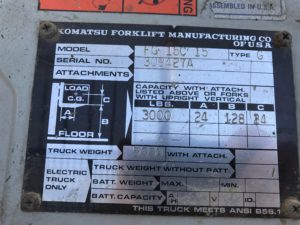 ASSEMBLED IN U.S.A.
KOMATSU FORKLIFT MANUFACTURING CO
OF U S A
MODEL FG 15C 15 TYPE G
SERIAL NO.
ATTACHMENTS
CAPACITY WITH ATTACH.
LISTED ABOVE OR FORKS
WITH UPRIGHT VERTICAL
LOAD
C.G.
C
A
B
FLOOR
LBS. A B C
3000 24 128 24
TRUCK WEIGHT WITH ATTACH.
TRUCK WEIGHT WITHOUT BATT.
ELECTRIC
TRUCK
ONLY
BATT. WEIGHT MAX. MIN.
BATT. CAPACITY A/H V. ID.
THIS TRUCK MEETS ANSI B56.1